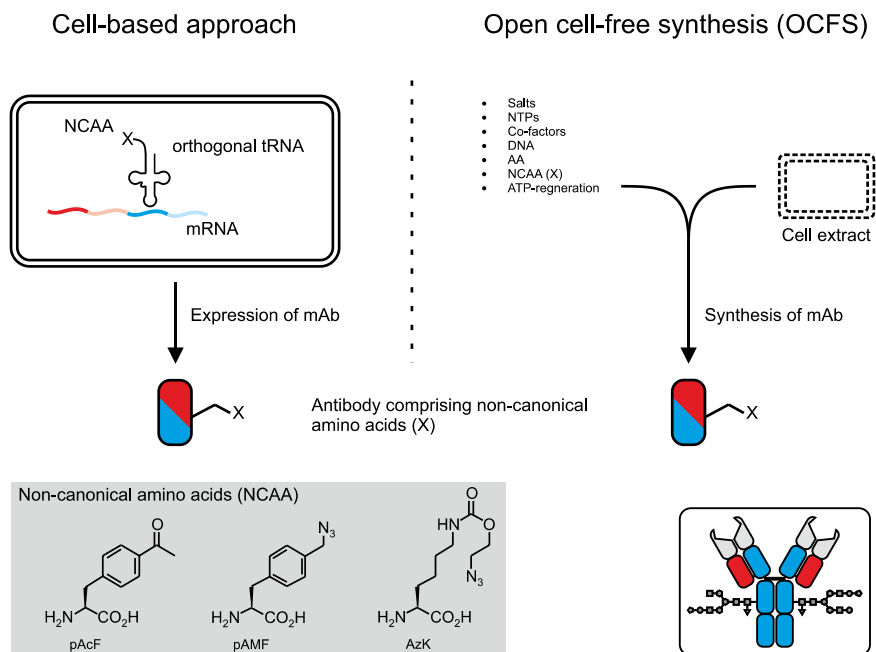 Cell-based approach
Open cell-free synthesis (OCFS)
NCAA
X
orthogonal tRNA
mRNA
• Salts
• NTPs
• Co-factors
• DNA
• AA
• NCAA (X)
• ATP-regneration
Cell extract
Expression of mAb
Synthesis of mAb
X
Antibody comprising non-canonical
amino acids (X)
X
Non-canonical amino acids (NCAA)
O
H₂N
CO₂H
pAcF
N₃
H₂N
CO₂H
pAMF
O
HN
O
N₃
H₂N
CO₂H
AzK